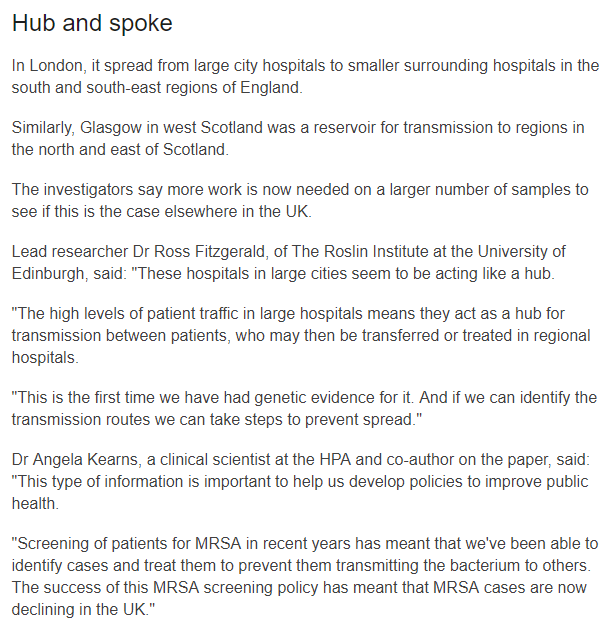 Hub and spoke
In London, it spread from large city hospitals to smaller surrounding hospitals in the
south and south-east regions of England.
Similarly, Glasgow in west Scotland was a reservoir for transmission to regions in
the north and east of Scotland.
The investigators say more work is now needed on a larger number of samples to
see if this is the case elsewhere in the UK.
Lead researcher Dr Ross Fitzgerald, of The Roslin Institute at the University of
Edinburgh, said: "These hospitals in large cities seem to be acting like a hub.
"The high levels of patient traffic in large hospitals means they act as a hub for
transmission between patients, who may then be transferred or treated in regional
hospitals.
"This is the first time we have had genetic evidence for it. And if we can identify the
transmission routes we can take steps to prevent spread."
Dr Angela Kearns, a clinical scientist at the HPA and co-author on the paper, said:
"This type of information is important to help us develop policies to improve public
health.
"Screening of patients for MRSA in recent years has meant that we've been able to
identify cases and treat them to prevent them transmitting the bacterium to others.
The success of this MRSA screening policy has meant that MRSA cases are now
declining in the UK."